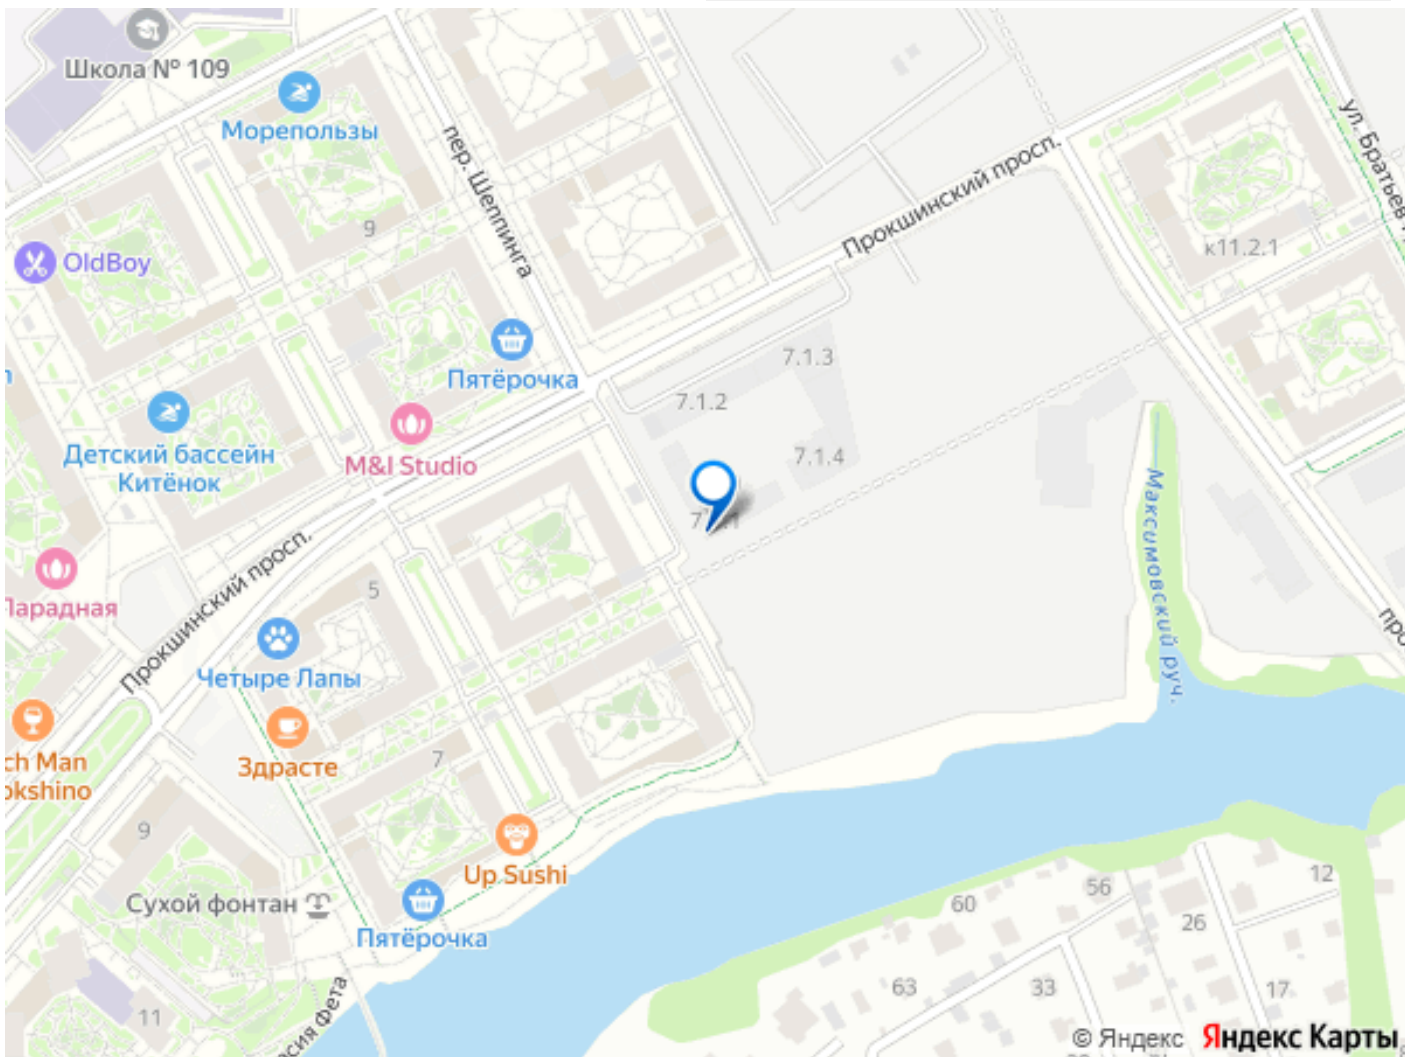 Школа № 109
Морепользы
пер. Шеппинга
9
OldBoy
Прокшинский просп.
ул. Братьев
к11.2.1
Пятёрочка
7.1.3
7.1.2
Детский бассейн
Китёнок
M&I Studio
7.1.4
Максимовский руч.
Прокшинский просп.
5
Четыре Лапы
Здрасте
7
9
Up Sushi
Сухой фонтан
Пятёрочка
11
56
60
12
26
63
33
17
© Яндекс Яндекс Карты